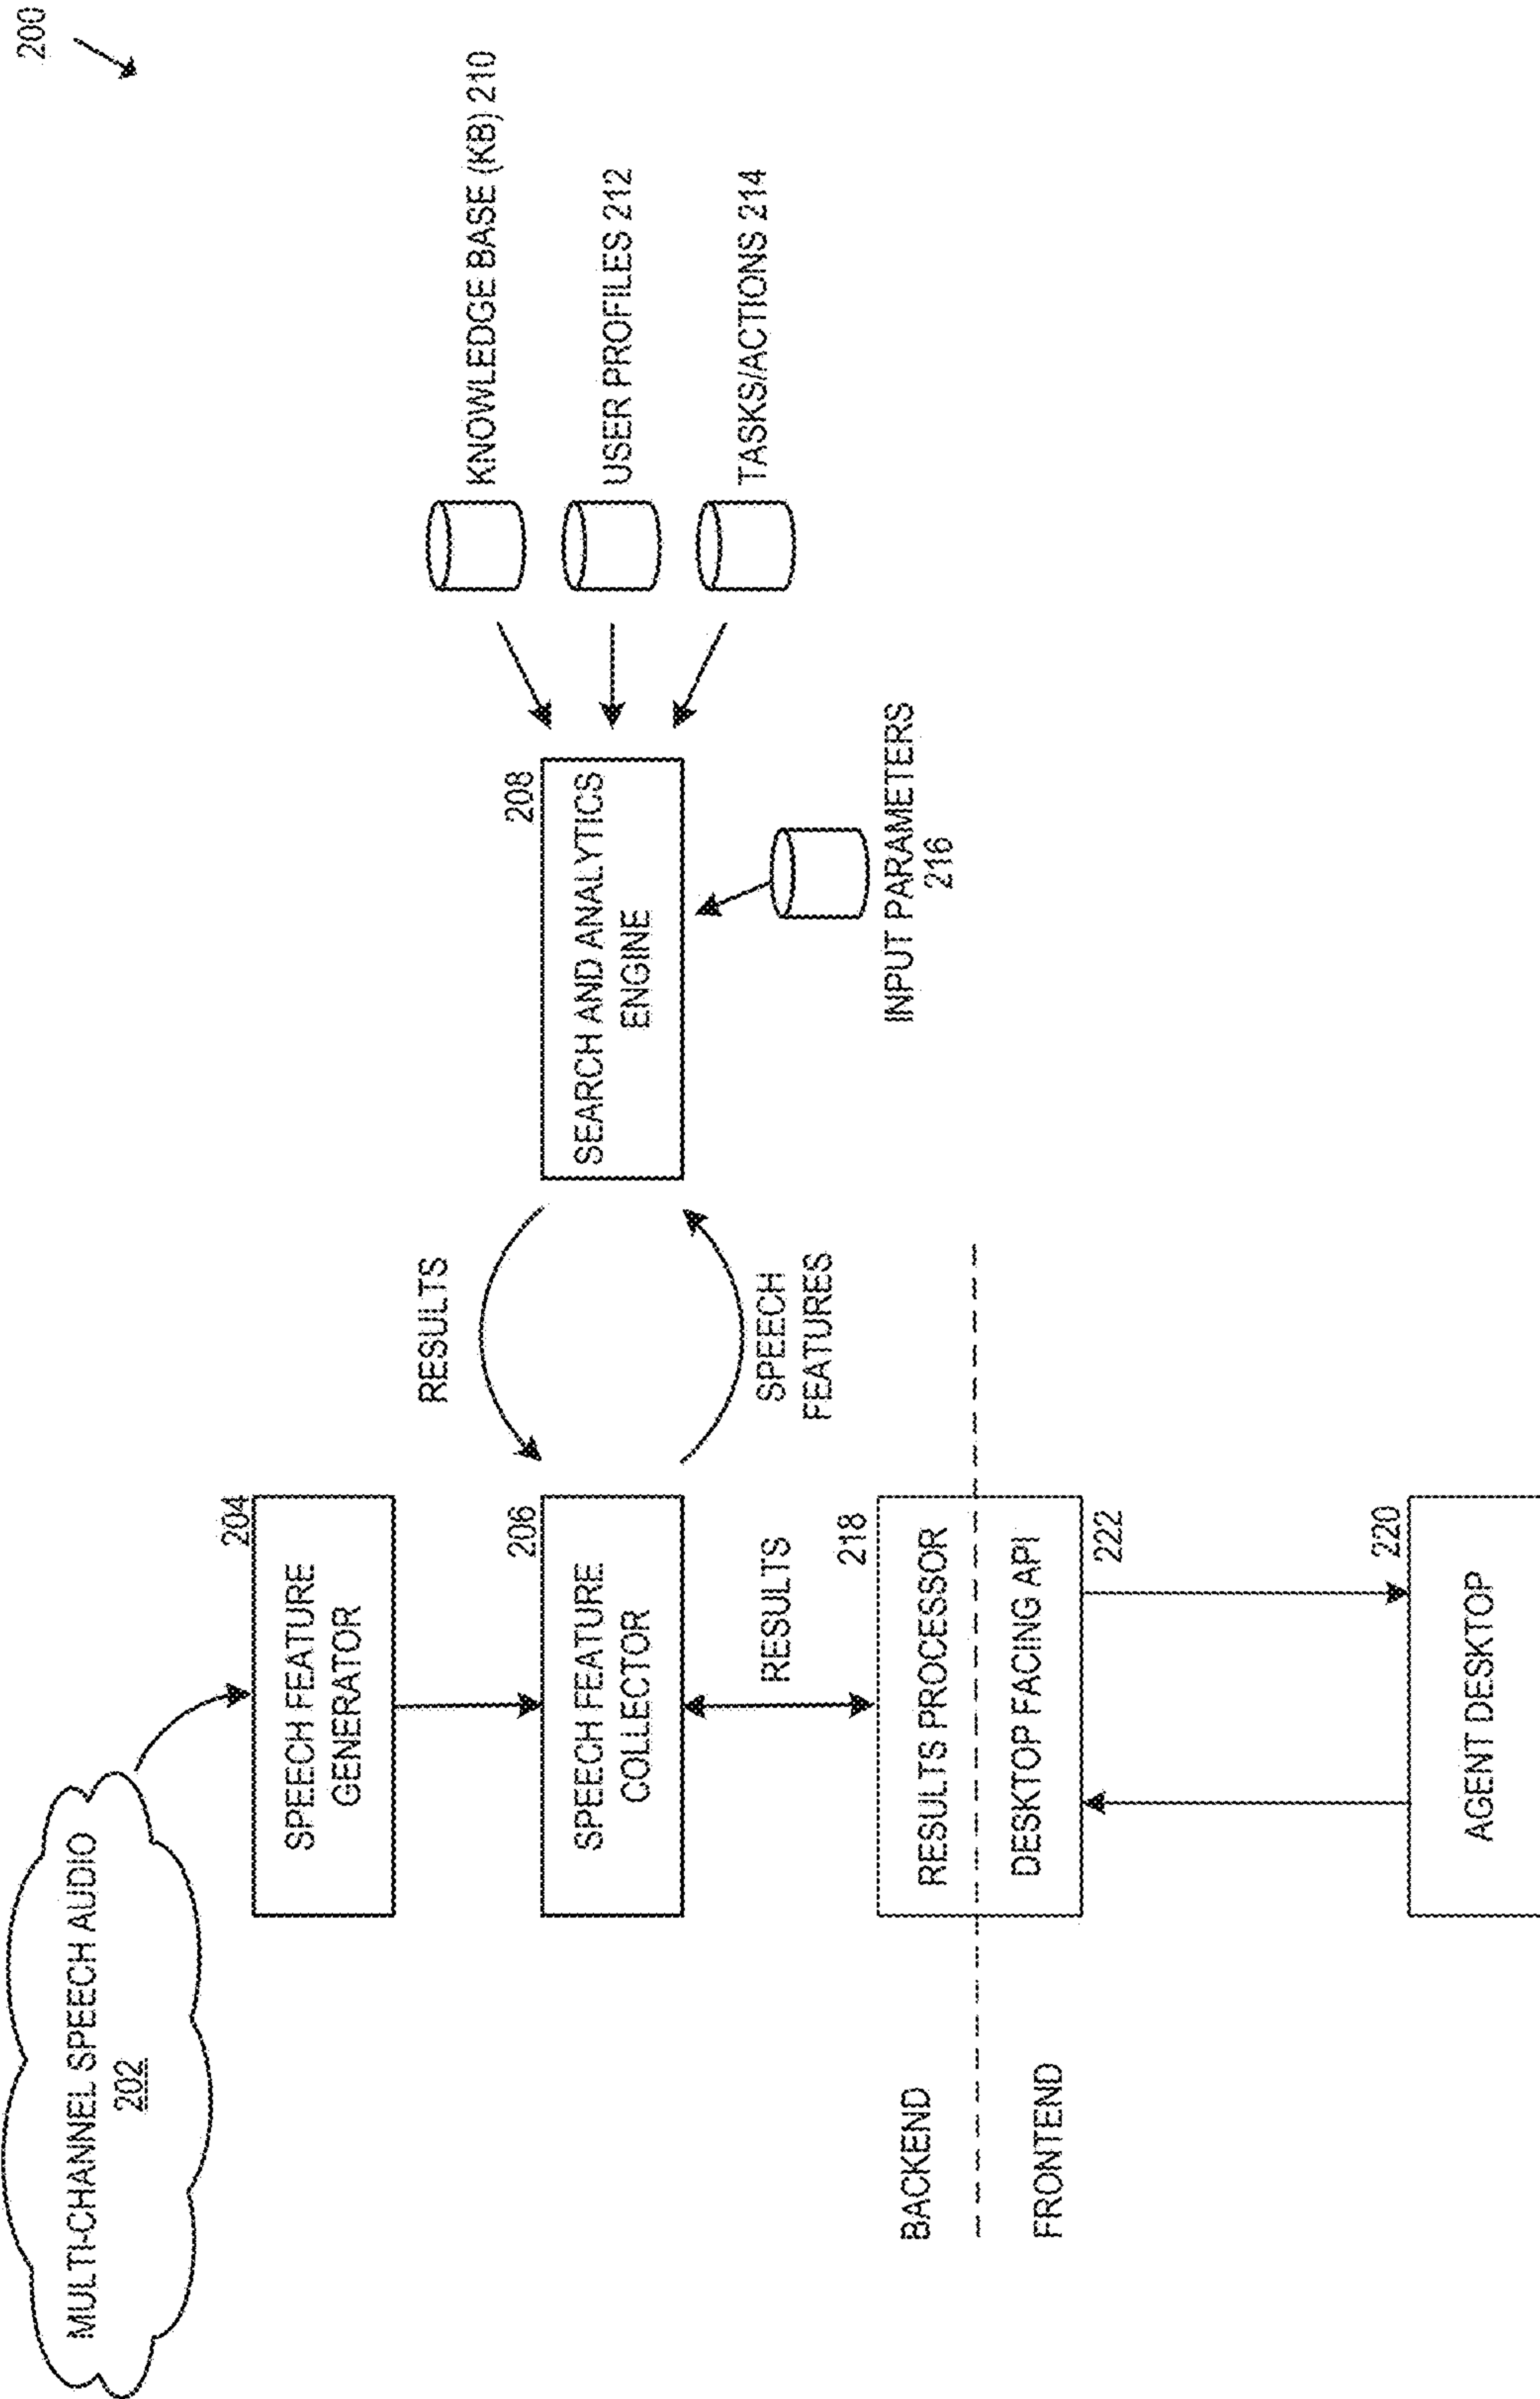 200
MULTI-CHANNEL SPEECH AUDIO
202
204
SPEECH FEATURE
GENERATOR
206
SPEECH FEATURE
COLLECTOR
RESULTS
SPEECH
FEATURES
208
SEARCH AND ANALYTICS
ENGINE
KNOWLEDGE BASE (KB) 210
USER PROFILES 212
TASKS/ACTIONS 214
INPUT PARAMETERS
216
RESULTS
218
RESULTS PROCESSOR
DESKTOP FACING API
222
BACKEND
FRONTEND
220
AGENT DESKTOP